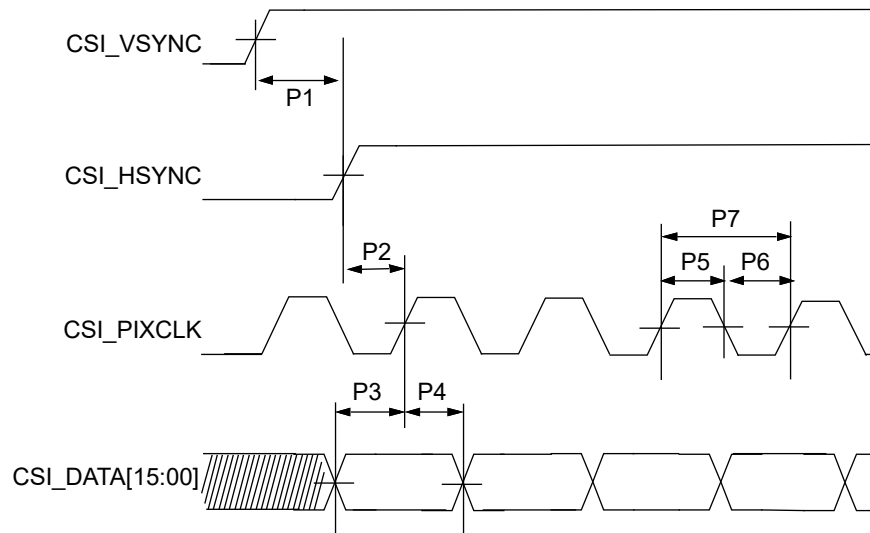 CSI_VSYNC
P1
CSI_HSYNC
P7
P2
P5
P6
CSI_PIXCLK
P3
P4
CSI_DATA[15:00]